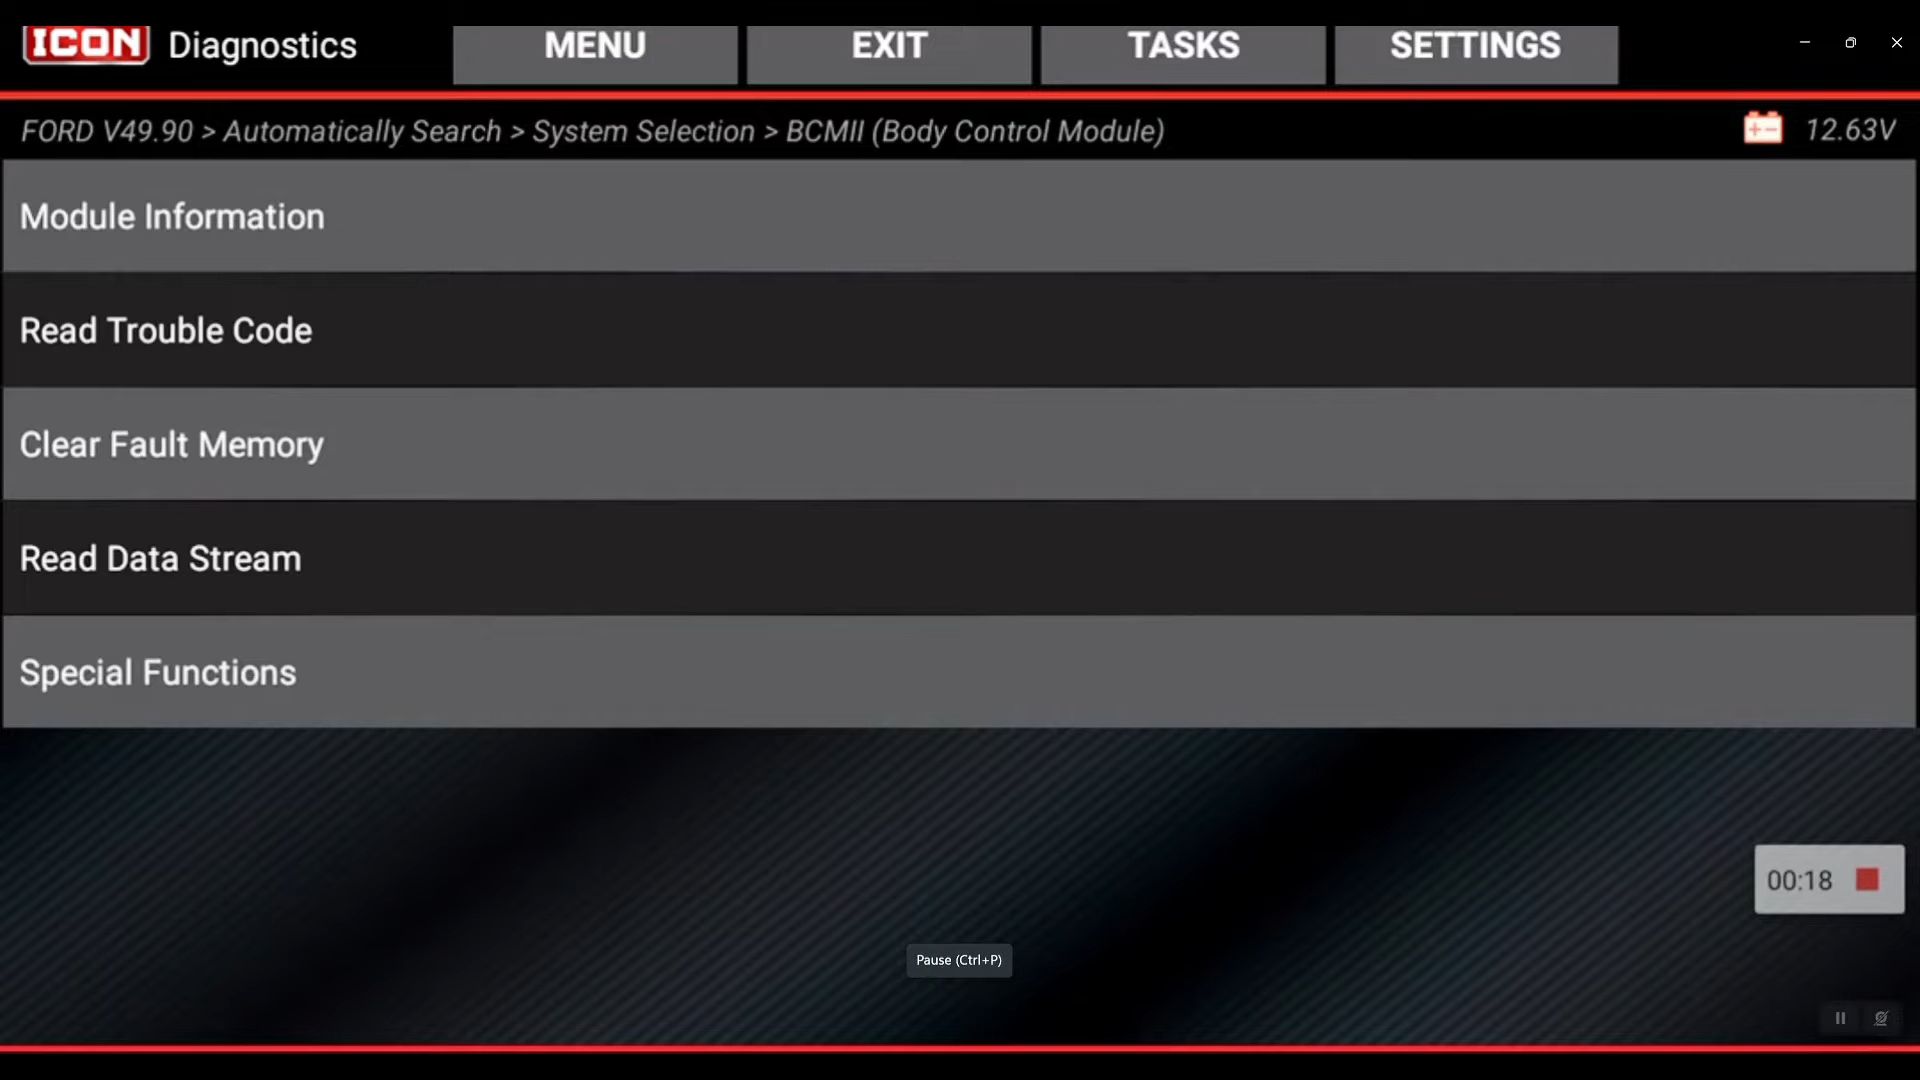 ICON Diagnostics MENU EXIT TASKS SETTINGS
FORD V49.90 > Automatically Search > System Selection > BCMII (Body Control Module) 12.63V
Module Information
Read Trouble Code
Clear Fault Memory
Read Data Stream
Special Functions
00:18
Pause (Ctrl+P)